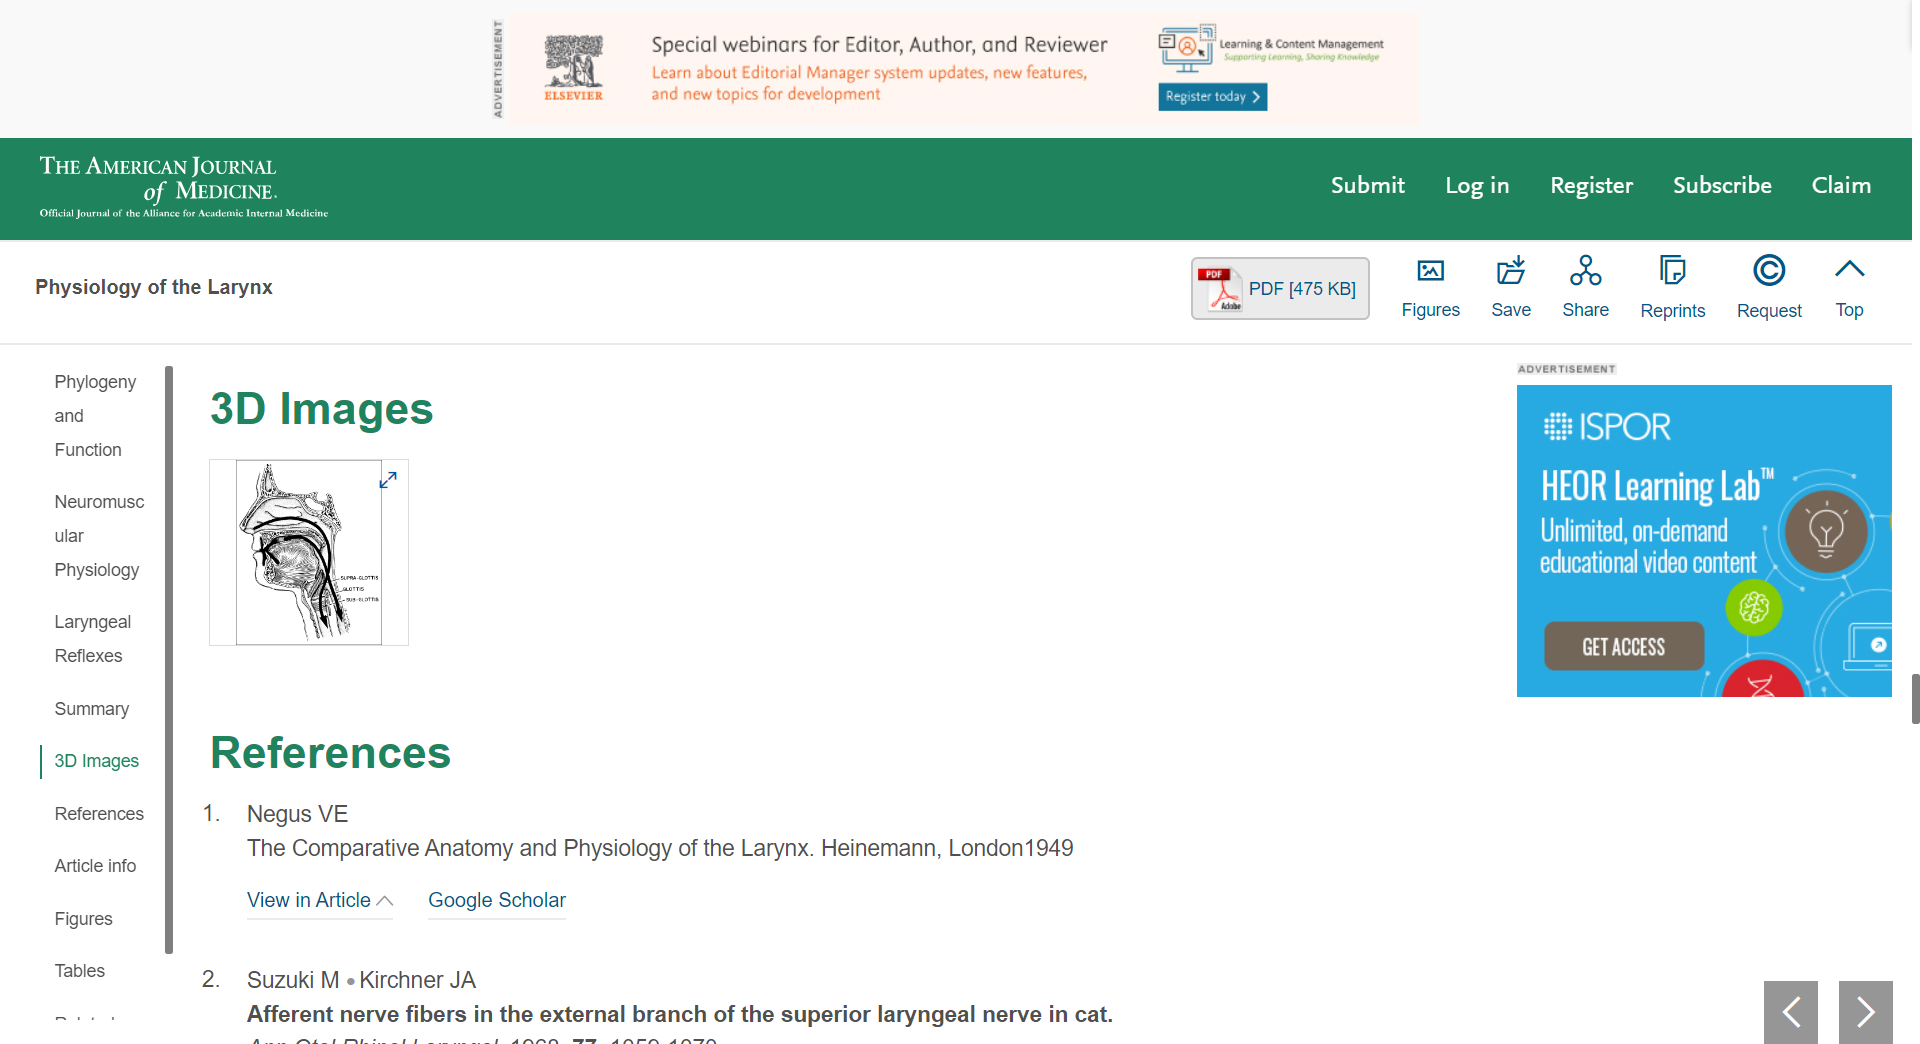 ADVERTISEMENT
ELSEVIER
Special webinars for Editor, Author, and Reviewer
Learn about Editorial Manager system updates, new features,
and new topics for development
Learning & Content Management
Supporting Learning, Sharing Knowledge
Register today
THE AMERICAN JOURNAL
of MEDICINE.
Official Journal of the Alliance for Academic Internal Medicine
Submit
Log in
Register
Subscribe
Claim
Physiology of the Larynx
PDF
Adobe
PDF [475 KB]
Figures
Save
Share
Reprints
Request
Top
Phylogeny
and
Function
Neuromusc
ular
Physiology
Laryngeal
Reflexes
Summary
3D Images
References
Article info
Figures
Tables
3D Images
SUPRA-GLOTTIS
GLOTTIS
SUB-GLOTTIS
References
1. Negus VE
The Comparative Anatomy and Physiology of the Larynx. Heinemann, London1949
View in Article
Google Scholar
2. Suzuki M • Kirchner JA
Afferent nerve fibers in the external branch of the superior laryngeal nerve in cat.
ADVERTISEMENT
ISPOR
HEOR Learning Lab™
Unlimited, on-demand
educational video content
GET ACCESS